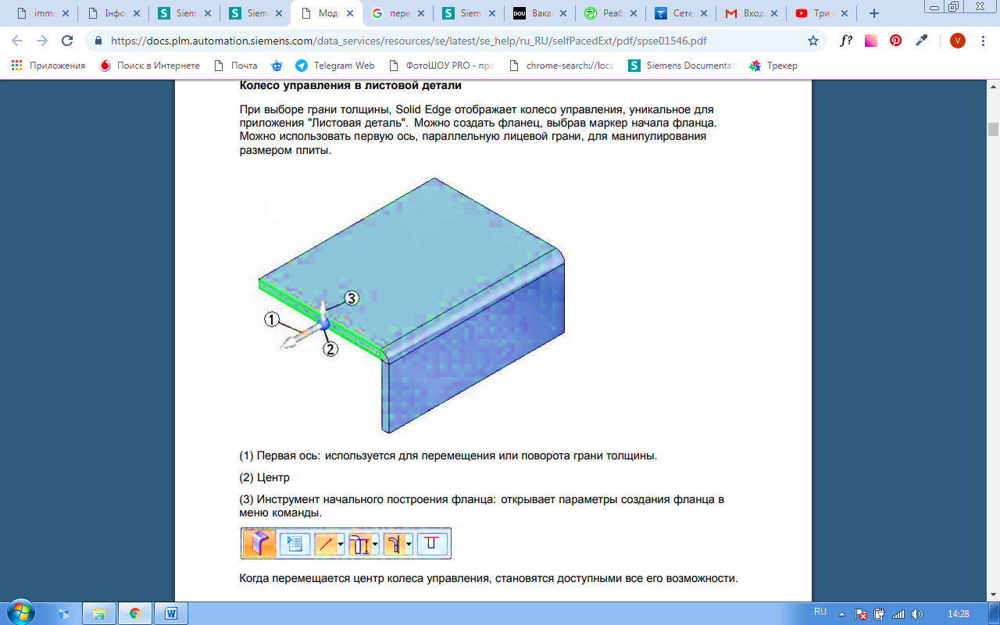 immi
Інфо
Siem
Siem
Мод
пере
Siem
DOU Вака
Реаб
Сете
Вход
Три
https://docs.plm.automation.siemens.com/data_services/resources/se/latest/se_help/ru_RU/selfPacedExt/pdf/spse01546.pdf
f?
V
Приложения
Поиск в Интернете
Почта
Telegram Web
ФотоШОУ PRO - про
chrome-search://loca
Siemens Documentat
Трекер
Колесо управления в листовой детали
При выборе грани толщины, Solid Edge отображает колесо управления, уникальное для
приложения "Листовая деталь". Можно создать фланец, выбрав маркер начала фланца.
Можно использовать первую ось, параллельную лицевой грани, для манипулирования
размером плиты.
3
1
2
(1) Первая ось: используется для перемещения или поворота грани толщины.
(2) Центр
(3) Инструмент начального построения фланца: открывает параметры создания фланца в
меню команды.
Когда перемещается центр колеса управления, становятся доступными все его возможности.
RU
14:28